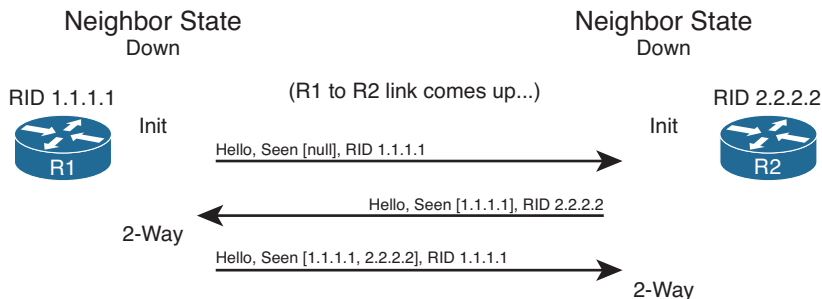 Neighbor State
Neighbor State
Down
Down
(R1 to R2 link comes up...)
RID 1.1.1.1
RID 2.2.2.2
Init
Init
R1
R2
Hello, Seen [null], RID 1.1.1.1
Hello, Seen [1.1.1.1], RID 2.2.2.2
2-Way
Hello, Seen [1.1.1.1, 2.2.2.2], RID 1.1.1.1
2-Way